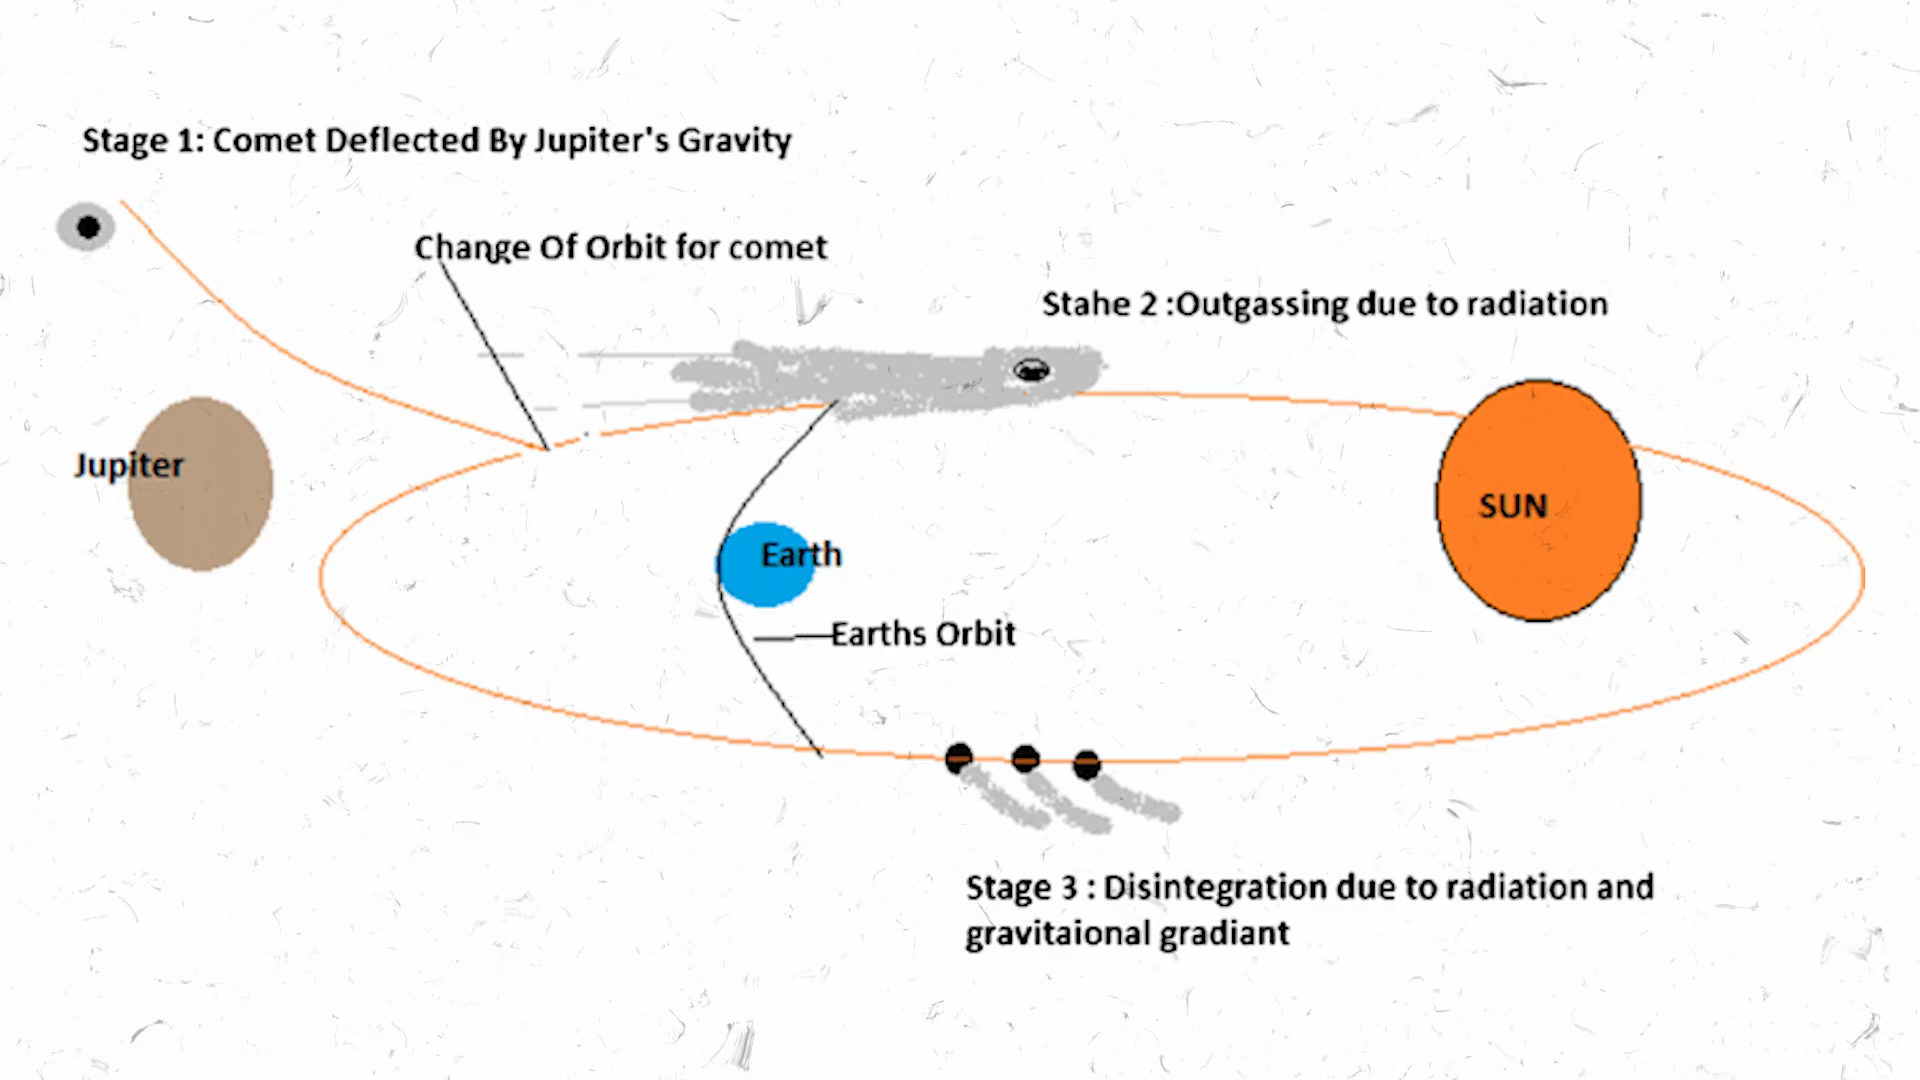 Stage 1: Comet Deflected By Jupiter's Gravity
Change Of Orbit for comet
Stahe 2 :Outgassing due to radiation
Jupiter
SUN
Earth
Earths Orbit
Stage 3 : Disintegration due to radiation and
gravitaional gradiant